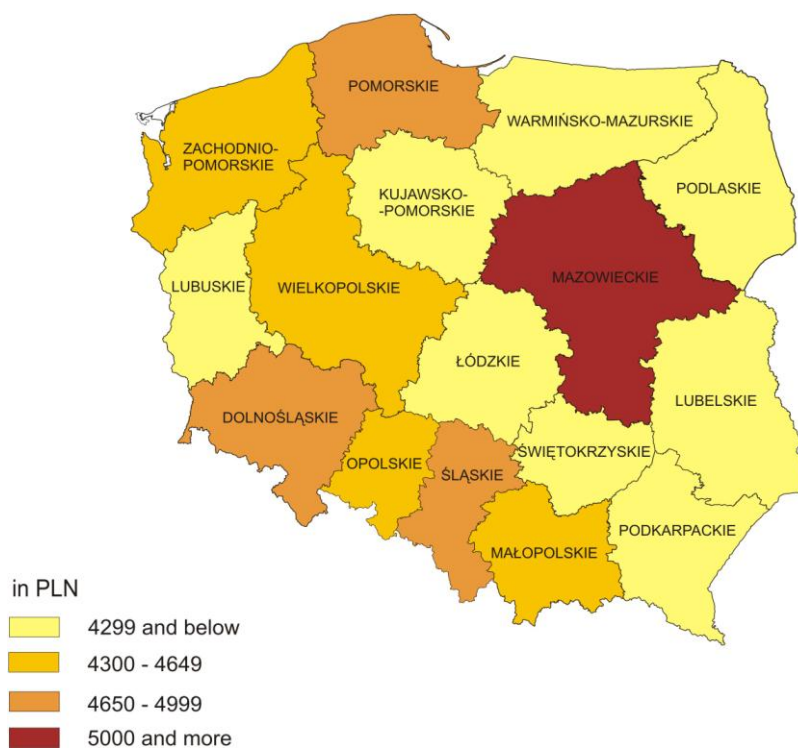 POMORSKIE
WARMIŃSKO-MAZURSKIE
ZACHODNIO-
POMORSKIE
PODLASKIE
KUJAWSKO-
-POMORSKIE
MAZOWIECKIE
LUBUSKIE
WIELKOPOLSKIE
ŁÓDZKIE
LUBELSKIE
DOLNOŚLĄSKIE
ŚWIĘTOKRZYSKIE
OPOLSKIE
ŚLĄSKIE
PODKARPACKIE
MAŁOPOLSKIE
in PLN
4299 and below
4300 - 4649
4650 - 4999
5000 and more